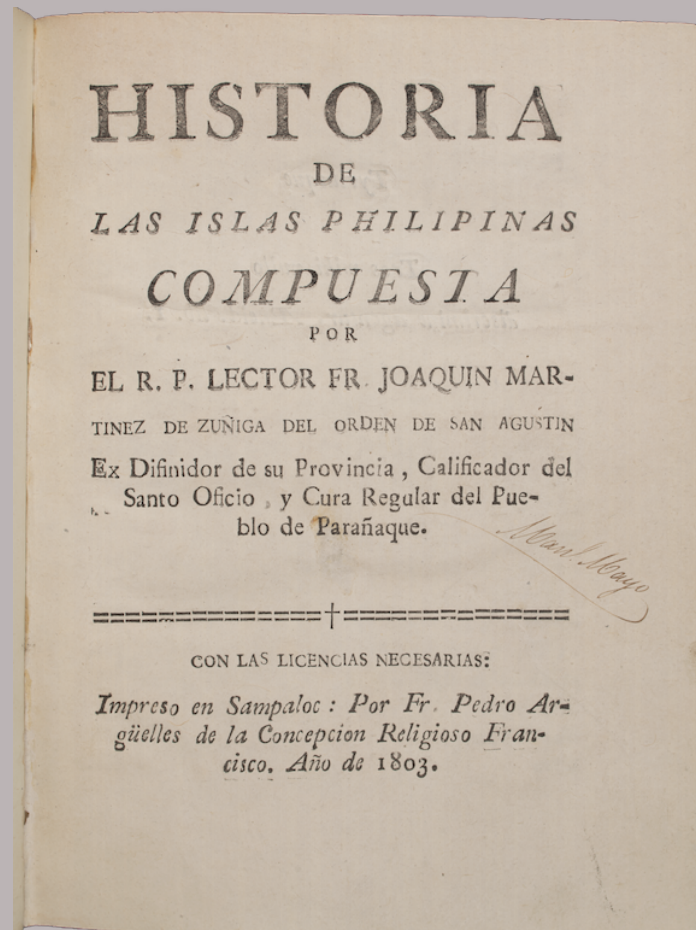 HISTORIA
DE
LAS ISLAS PHILIPINAS
COMPUESTA
POR
EL R. P. LECTOR FR. JOAQUIN MAR-
TINEZ DE ZUÑIGA DEL ORDEN DE SAN AGUSTIN
Ex Difinidor de su Provincia, Calificador del
Santo Oficio, y Cura Regular del Pue-
blo de Parañaque.
Manl. Mayo
CON LAS LICENCIAS NECESARIAS:
Impreso en Sampaloc: Por Fr. Pedro Ar-
güelles de la Concepcion Religioso Fran-
cisco. Año de 1803.